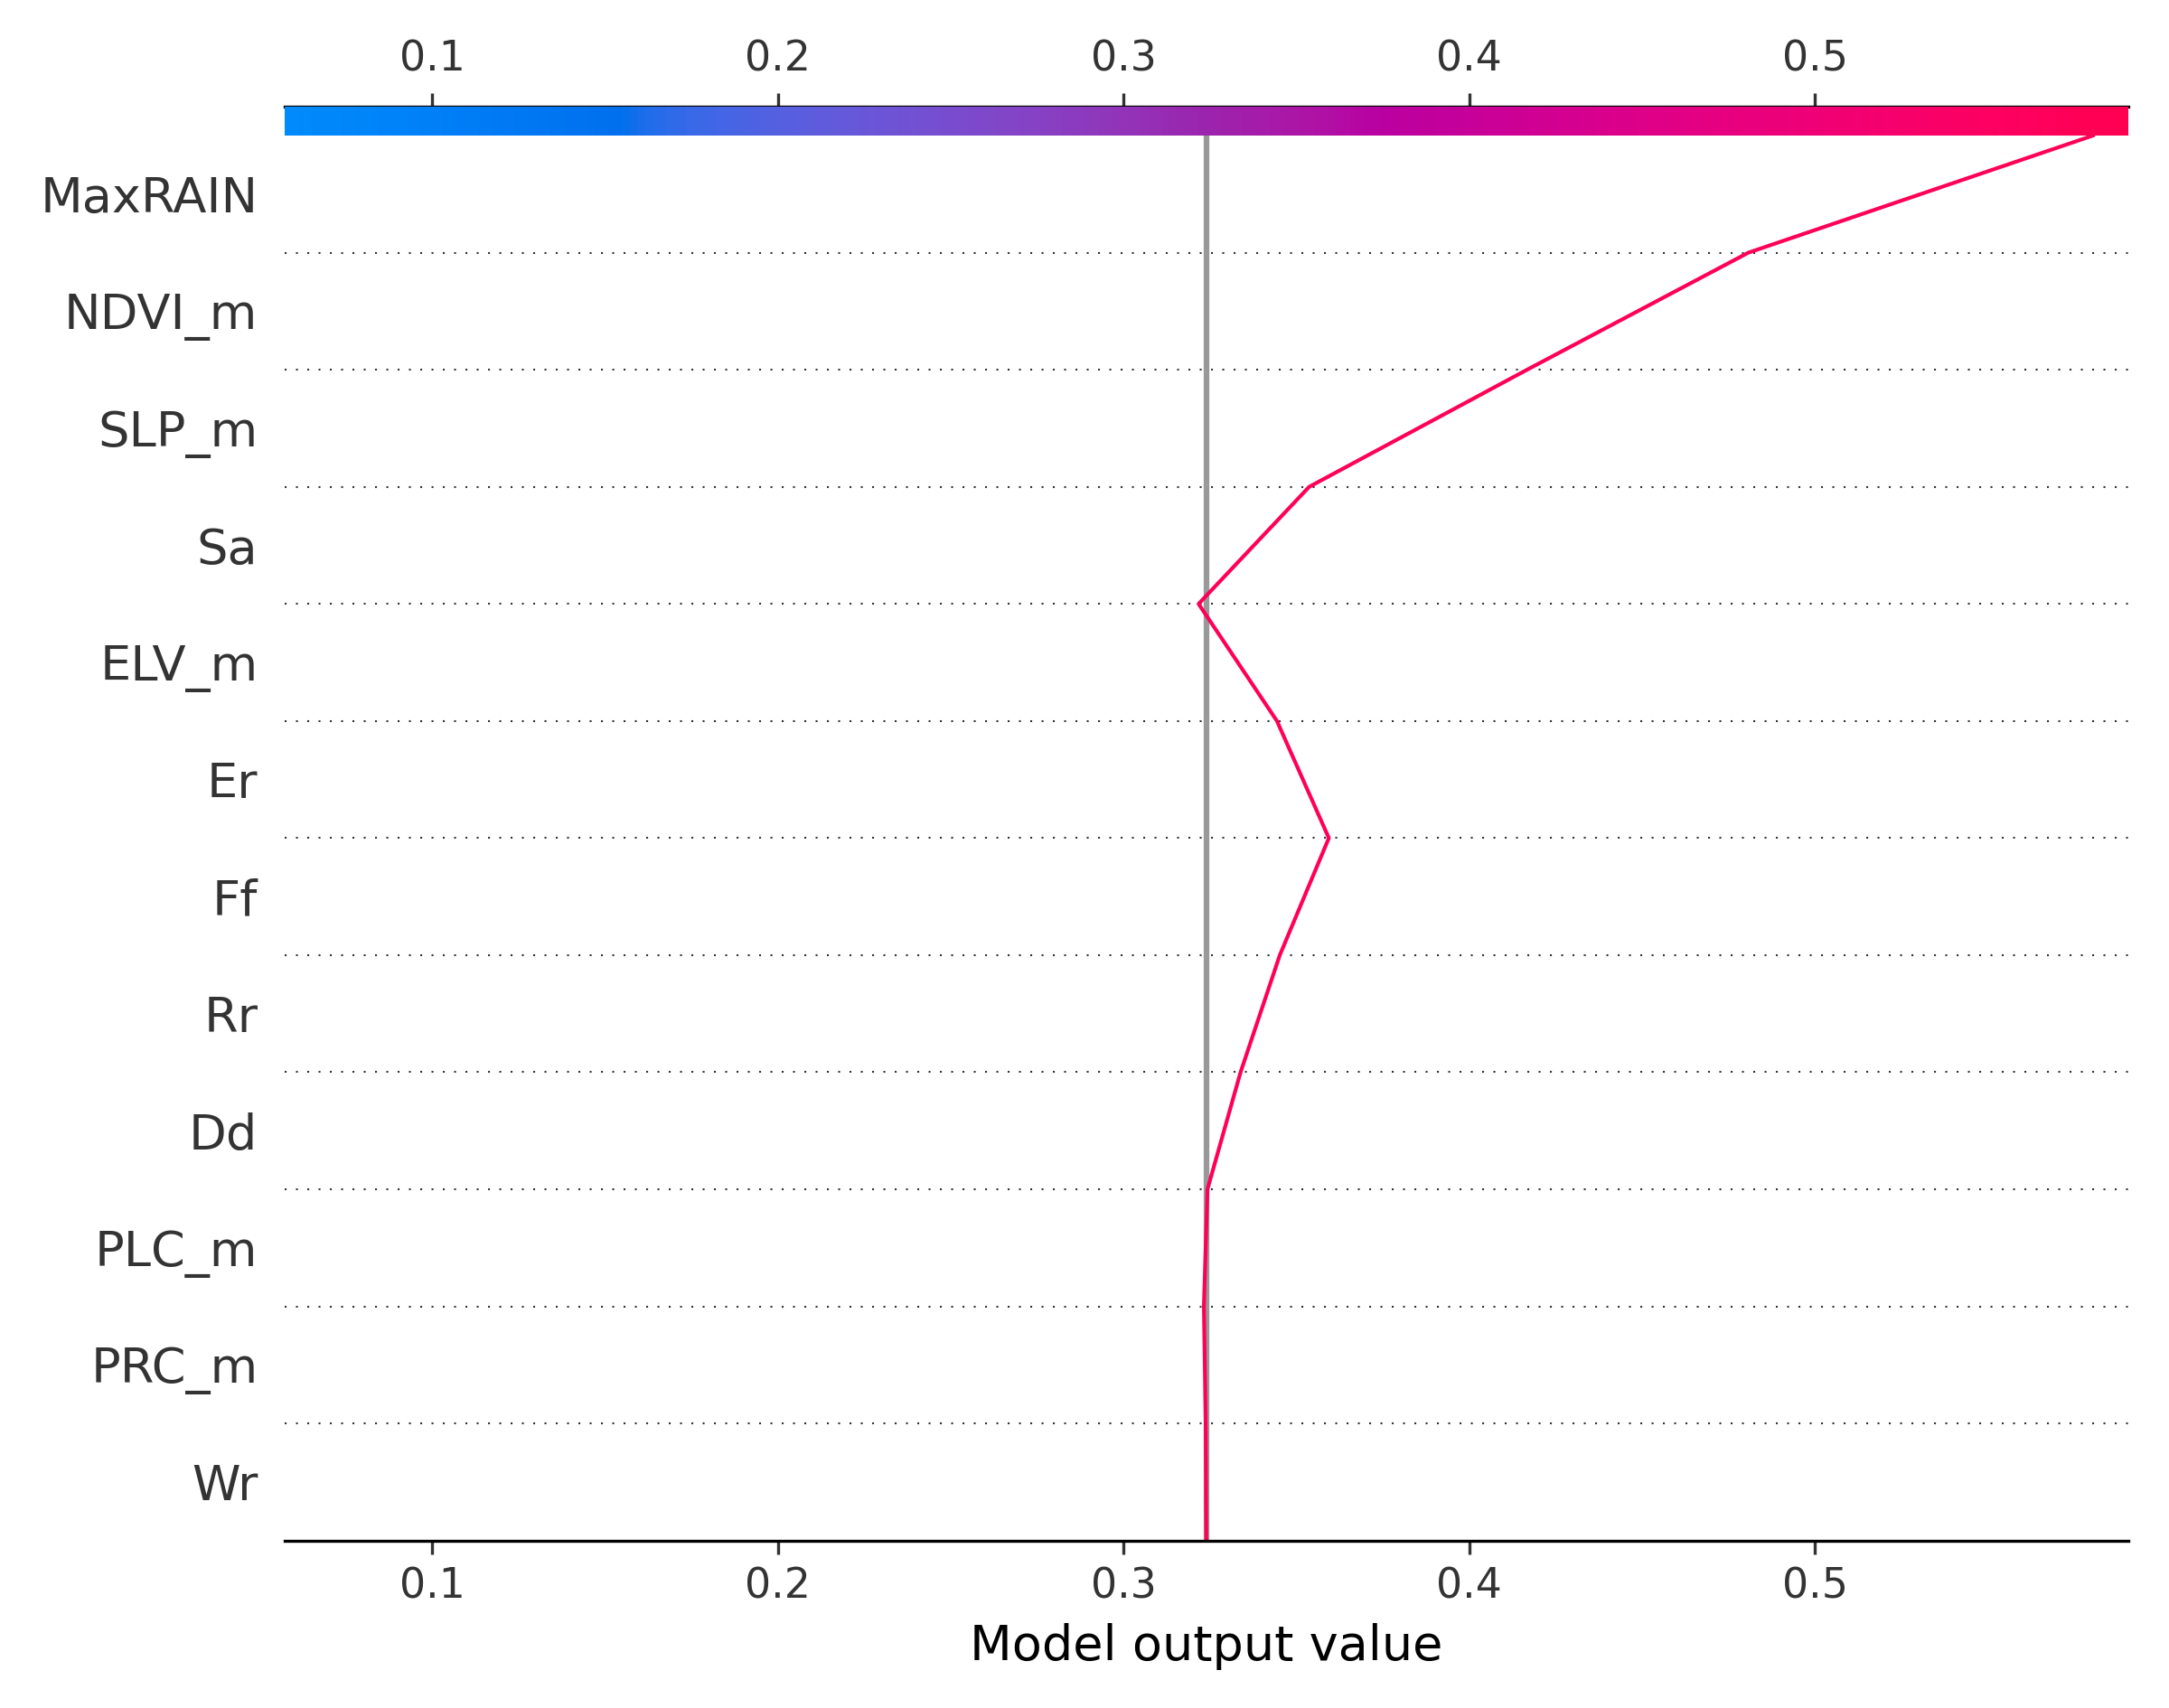 0.1 0.2 0.3 0.4 0.5
MaxRAIN
NDVI_m
SLP_m
Sa
ELV_m
Er
Ff
Rr
Dd
PLC_m
PRC_m
Wr
0.1 0.2 0.3 0.4 0.5
Model output value